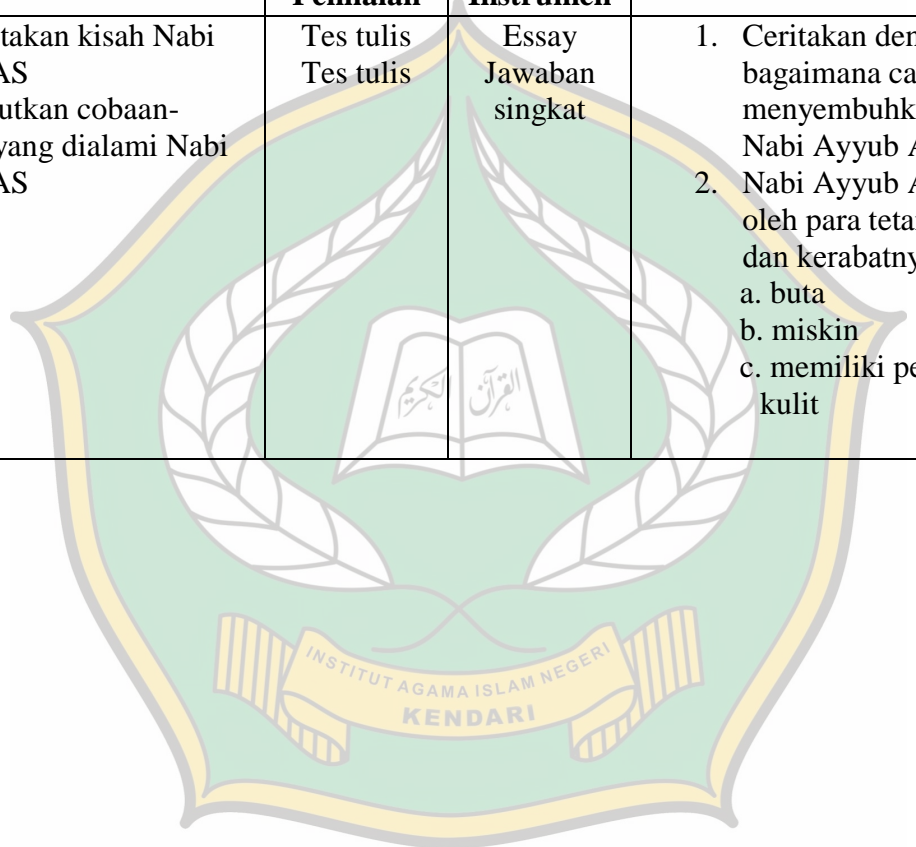 Penilaian Instrumen
takan kisah Nabi
AS
utkan cobaan-
yang dialami Nabi
AS
Tes tulis
Tes tulis
Essay
Jawaban
singkat
1. Ceritakan den
bagaimana ca
menyembuhk
Nabi Ayyub A
2. Nabi Ayyub A
oleh para teta
dan kerabatny
a. buta
b. miskin
c. memiliki pe
kulit
القرآن الكريم
INSTITUT AGAMA ISLAM NEGERI
KENDARI